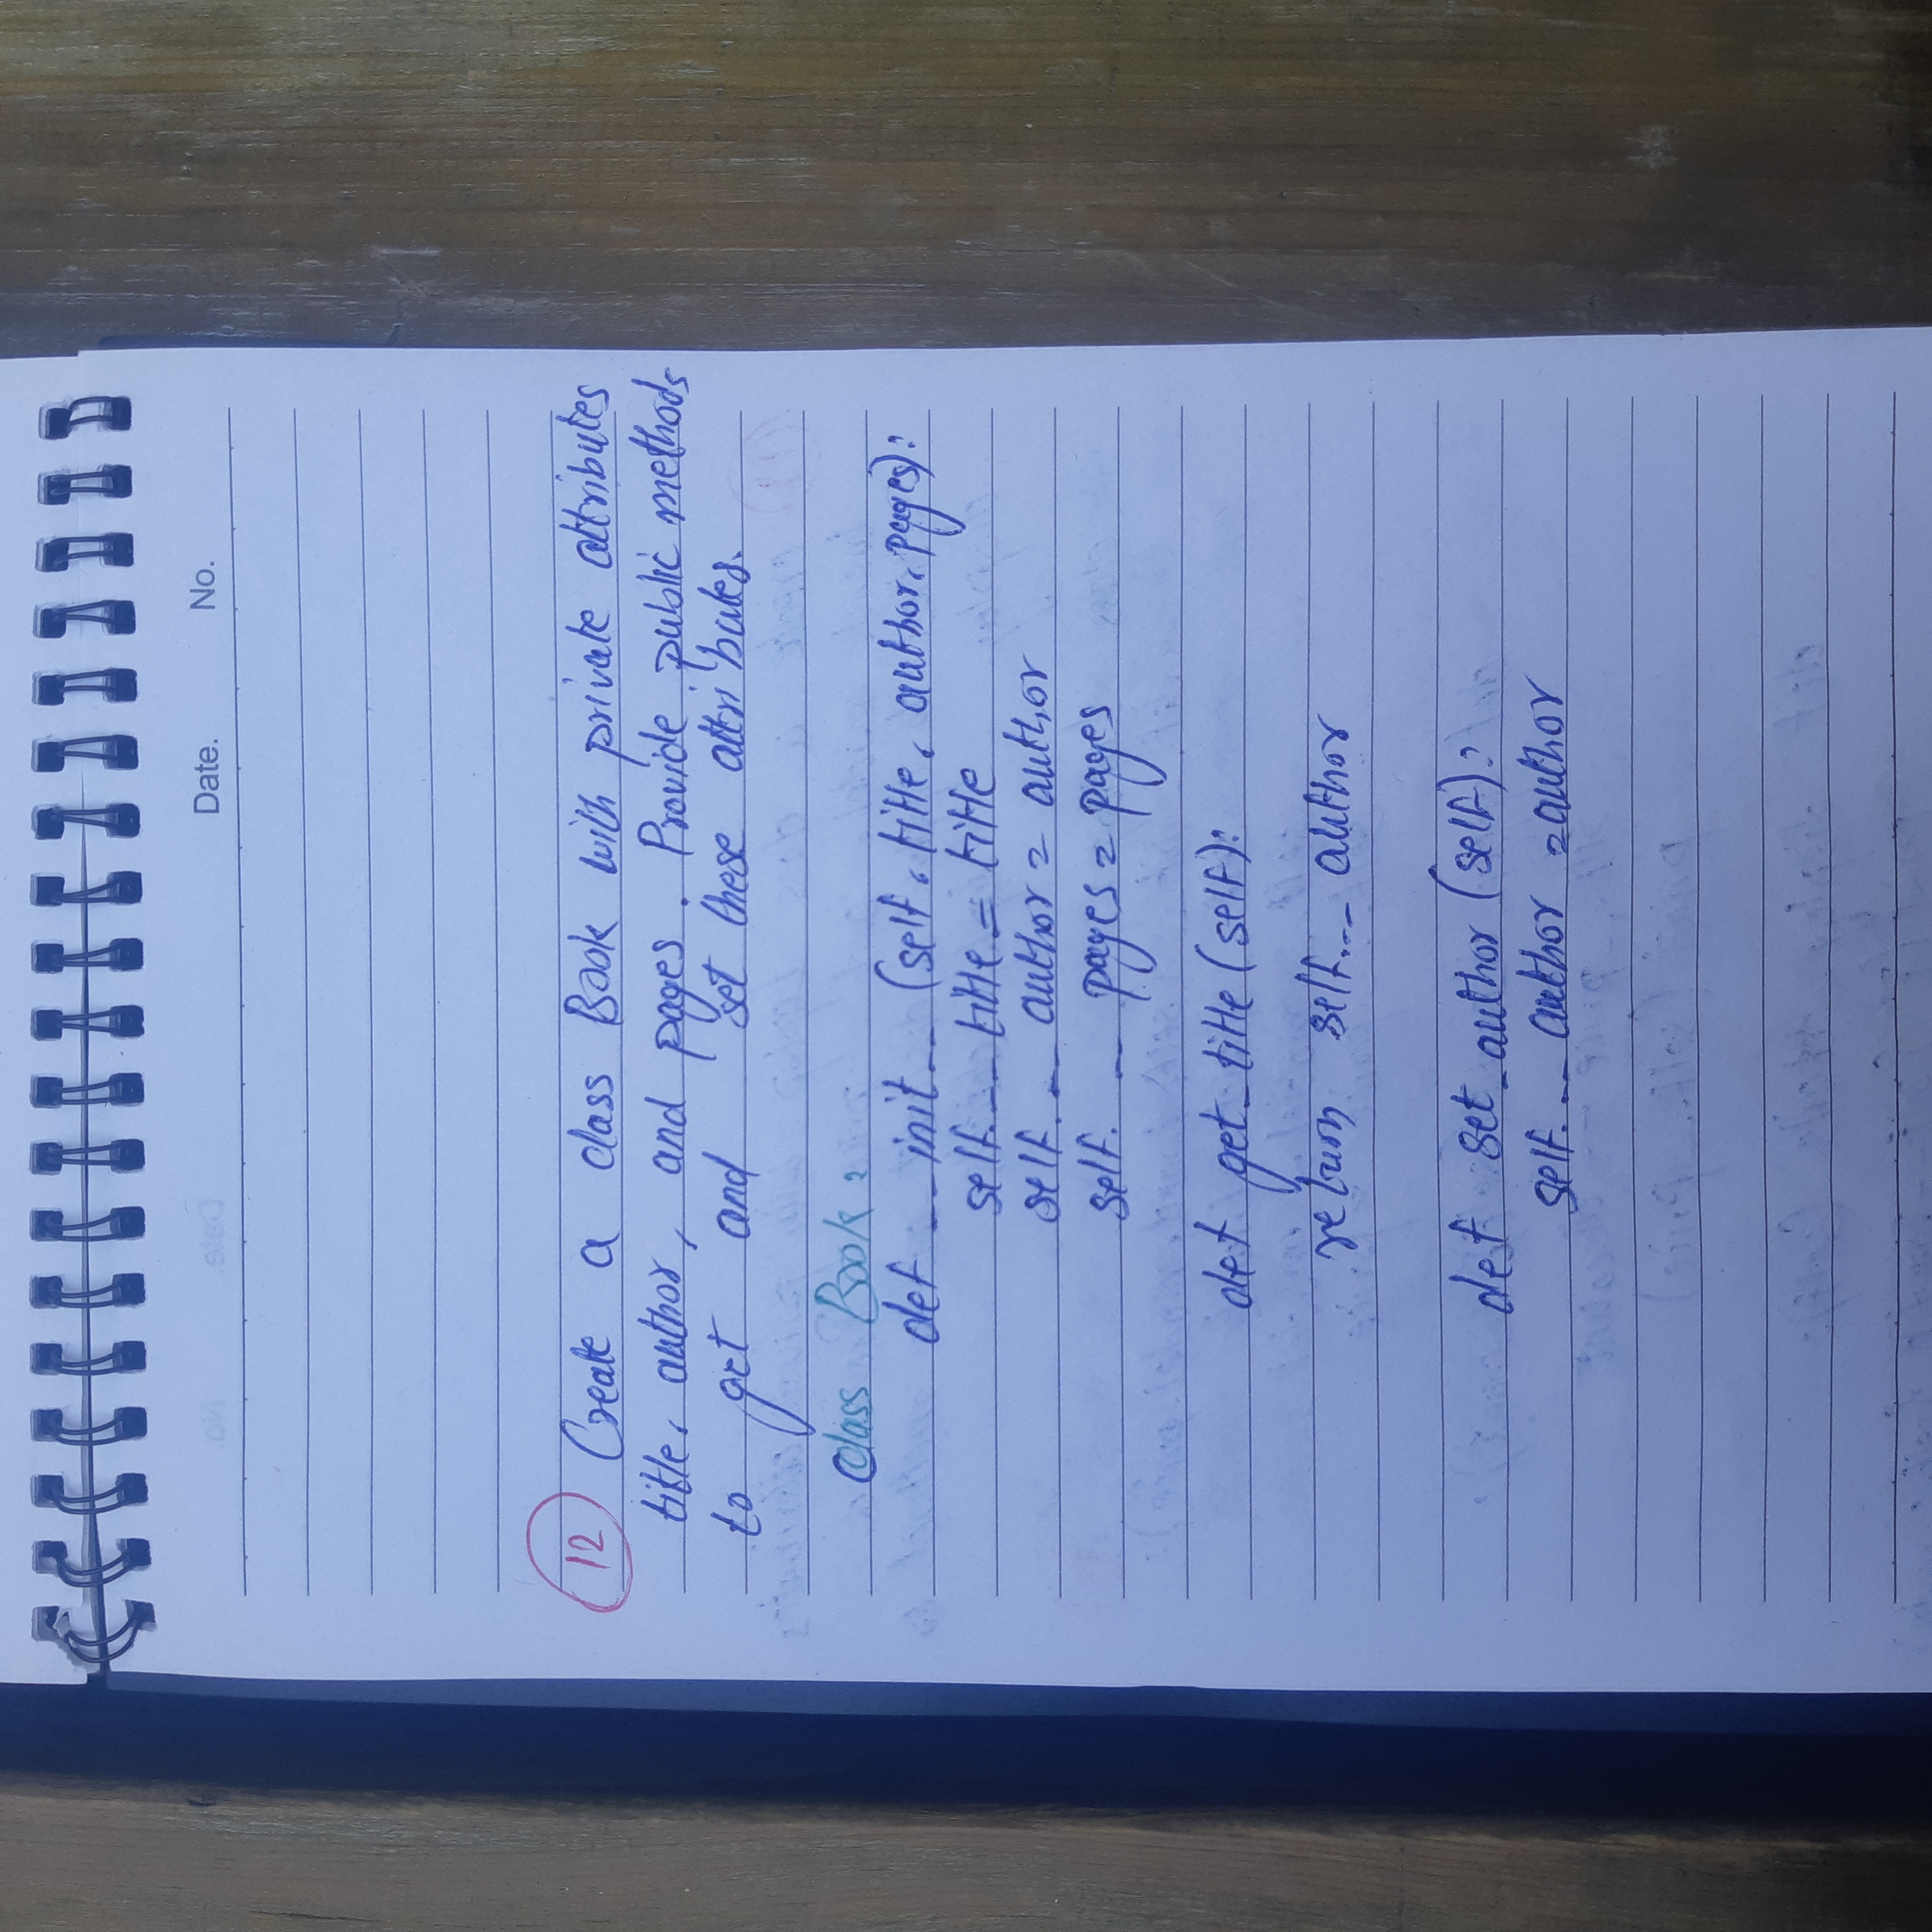 Date. No.
12 Create a class Book with private attributes
title, author, and pages. Provide public methods
to get and set these attributes.
class Book:
def __init__(self, title, author, pages):
self.__title = title
self.__author = author
self.__pages = pages
def get_title(self):
return self.__author
def set_author(self):
self.__author = author